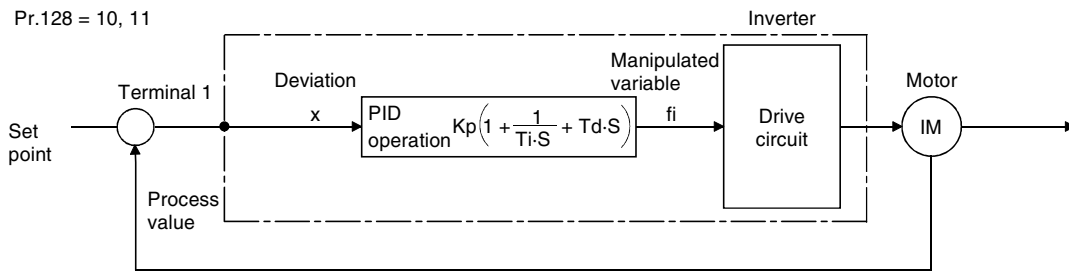 Pr.128 = 10, 11
Inverter
Manipulated
variable
Motor
Terminal 1
Deviation
Set
point
x
PID
operation
Kp(1 + 1/Ti·S + Td·S)
fi
Drive
circuit
IM
Process
value